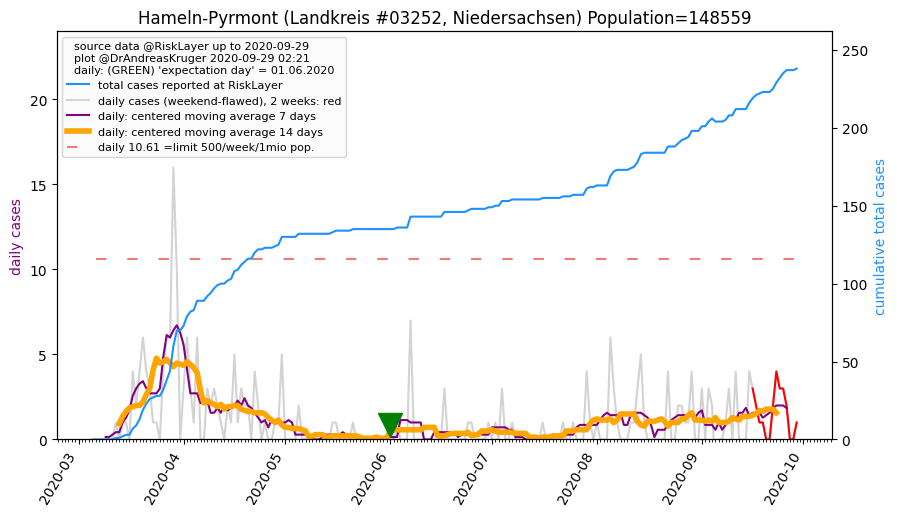 Hameln-Pyrmont (Landkreis #03252, Niedersachsen) Population=148559
source data @RiskLayer up to 2020-09-29
plot @DrAndreasKruger 2020-09-29 02:21
daily: (GREEN) 'expectation day' = 01.06.2020
total cases reported at RiskLayer
daily cases (weekend-flawed), 2 weeks: red
daily: centered moving average 7 days
daily: centered moving average 14 days
daily 10.61 =limit 500/week/1mio pop.
daily cases
20
15
10
5
0
cumulative total cases
250
200
150
100
50
0
2020-03
2020-04
2020-05
2020-06
2020-07
2020-08
2020-09
2020-10